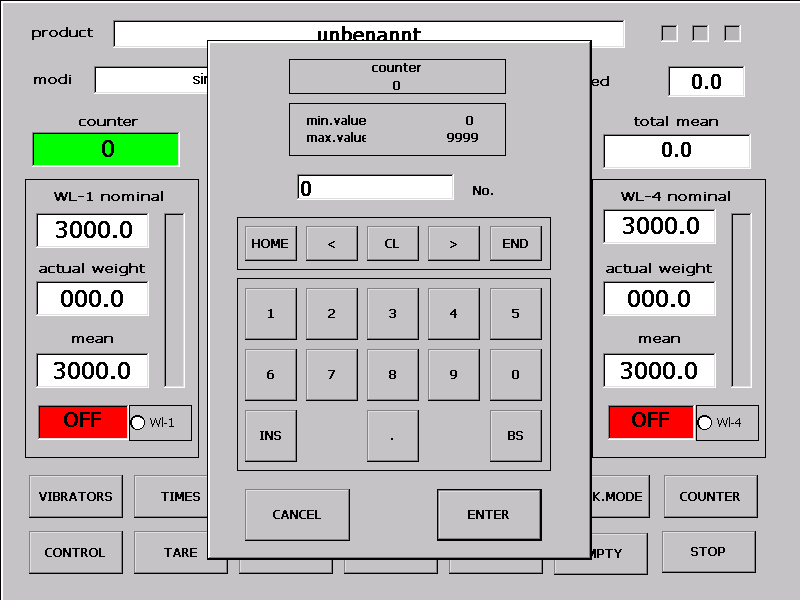 product unbenannt
modi
0.0
counter
0
total mean
0.0
WL-1 nominal
3000.0
actual weight
000.0
mean
3000.0
OFF Wl-1
counter
0
min.value 0
max.value 9999
0 No.
HOME < CL > END
1 2 3 4 5
6 7 8 9 0
INS . BS
CANCEL ENTER
WL-4 nominal
3000.0
actual weight
000.0
mean
3000.0
OFF Wl-4
VIBRATORS TIMES K.MODE COUNTER
CONTROL TARE STOP